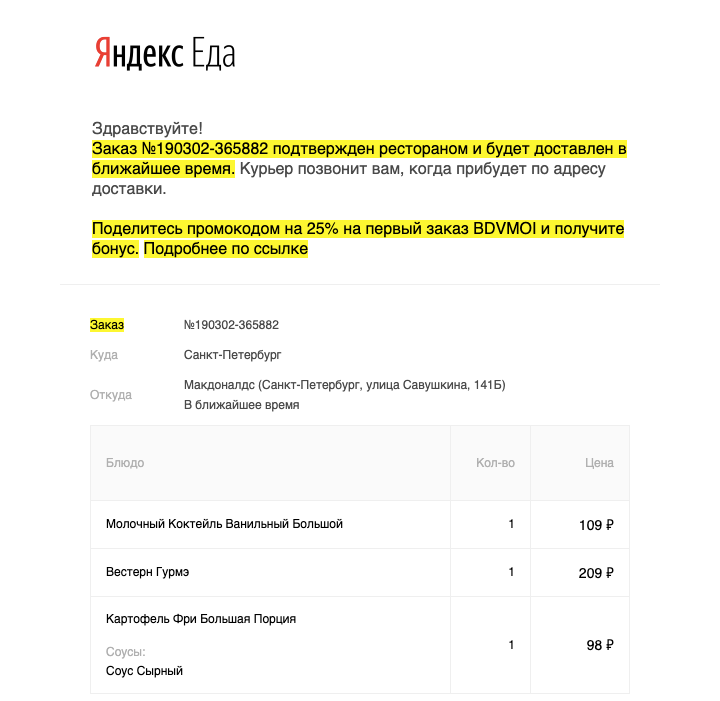 Яндекс Еда
Здравствуйте!
Заказ №190302-365882 подтвержден рестораном и будет доставлен в
ближайшее время. Курьер позвонит вам, когда прибудет по адресу
доставки.
Поделитесь промокодом на 25% на первый заказ BDVMOI и получите
бонус. Подробнее по ссылке
Заказ №190302-365882
Куда Санкт-Петербург
Откуда Макдоналдс (Санкт-Петербург, улица Савушкина, 141Б)
В ближайшее время
Блюдо Кол-во Цена
Молочный Коктейль Ванильный Большой 1 109 ₽
Вестерн Гурмэ 1 209 ₽
Картофель Фри Большая Порция
1 98 ₽
Соусы:
Соус Сырный